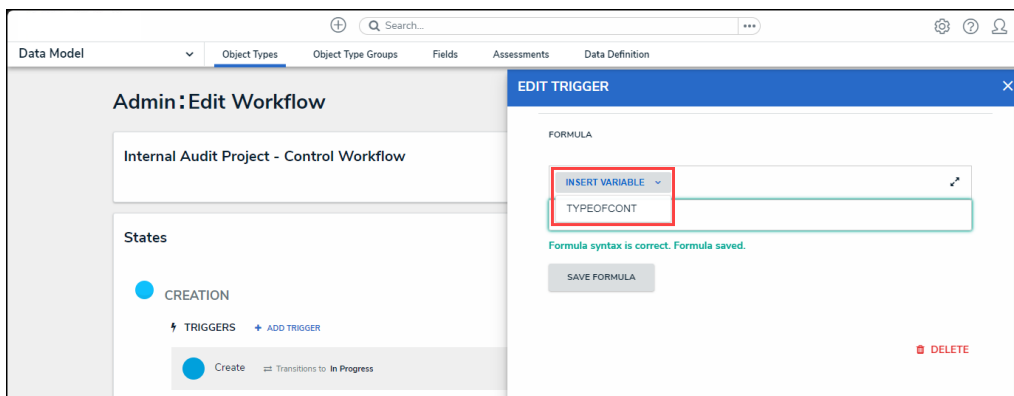 Search...
Data Model
Object Types
Object Type Groups
Fields
Assessments
Data Definition
Admin:Edit Workflow
Internal Audit Project - Control Workflow
States
CREATION
TRIGGERS
+ ADD TRIGGER
Create
Transitions to In Progress
EDIT TRIGGER
FORMULA
INSERT VARIABLE
TYPEOFCONT
Formula syntax is correct. Formula saved.
SAVE FORMULA
DELETE